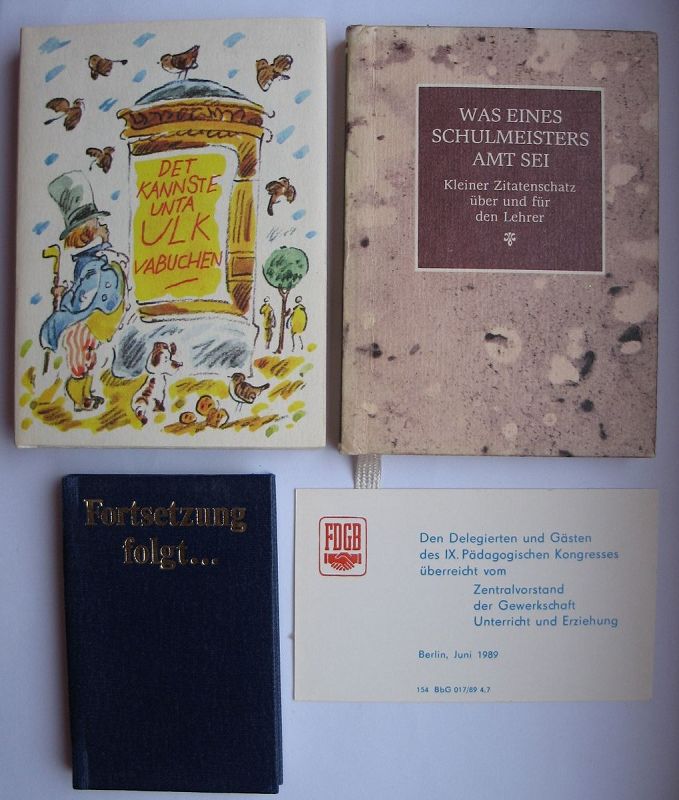 DET
KANNSTE
UNTA
ULK
VABUCHEN
WAS EINES
SCHULMEISTERS
AMT SEI
Kleiner Zitatenschatz
über und für
den Lehrer
Fortsetzung
folgt...
FDGB
Den Delegierten und Gästen
des IX. Pädagogischen Kongresses
überreicht vom
Zentralvorstand
der Gewerkschaft
Unterricht und Erziehung
Berlin, Juni 1989
154 BbG 017/89 4.7